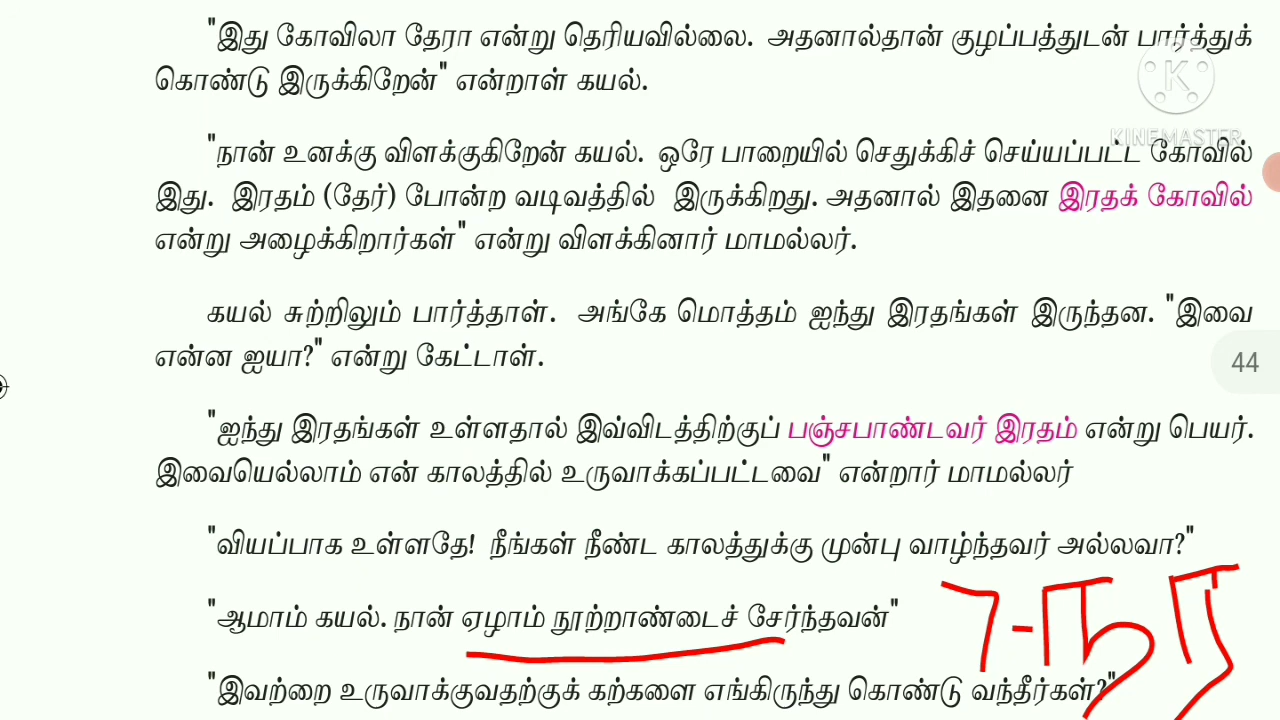 "இது கோவிலா தேரா என்று தெரியவில்லை. அதனால்தான் குழப்பத்துடன் பார்த்துக்
கொண்டு இருக்கிறேன்" என்றாள் கயல்.
KINEMASTER
"நான் உனக்கு விளக்குகிறேன் கயல். ஒரே பாறையில் செதுக்கிச் செய்யப்பட்ட கோவில்
இது. இரதம் (தேர்) போன்ற வடிவத்தில் இருக்கிறது. அதனால் இதனை இரதக் கோவில்
என்று அழைக்கிறார்கள்" என்று விளக்கினார் மாமல்லர்.
கயல் சுற்றிலும் பார்த்தாள். அங்கே மொத்தம் ஐந்து இரதங்கள் இருந்தன. "இவை
என்ன ஐயா?" என்று கேட்டாள்.
44
"ஐந்து இரதங்கள் உள்ளதால் இவ்விடத்திற்குப் பஞ்சபாண்டவர் இரதம் என்று பெயர்.
இவையெல்லாம் என் காலத்தில் உருவாக்கப்பட்டவை" என்றார் மாமல்லர்
"வியப்பாக உள்ளதே! நீங்கள் நீண்ட காலத்துக்கு முன்பு வாழ்ந்தவர் அல்லவா?"
"ஆமாம் கயல். நான் ஏழாம் நூற்றாண்டைச் சேர்ந்தவன்"
"இவற்றை உருவாக்குவதற்குக் கற்களை எங்கிருந்து கொண்டு வந்தீர்கள்?"